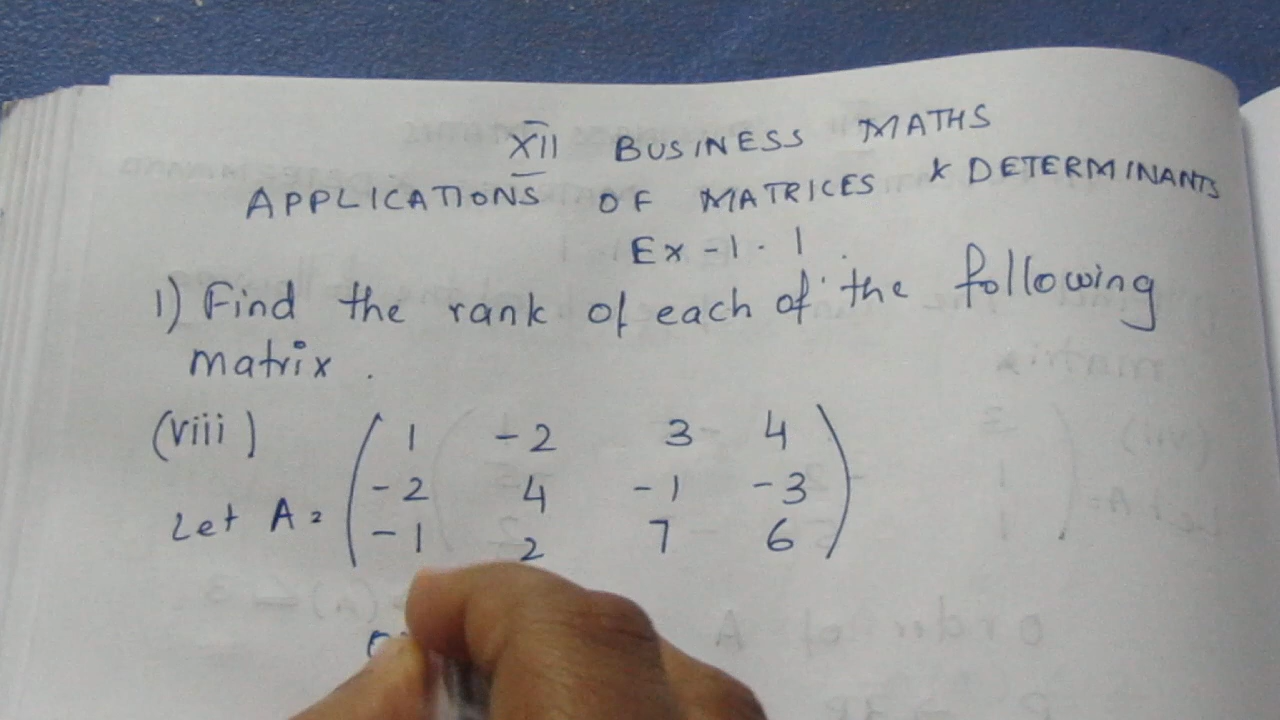 XII BUSINESS MATHS
APPLICATIONS OF MATRICES & DETERMINANTS
Ex-1.1.
1) Find the rank of each of the following
matrix.
(viii)
1 -2 3 4
Let A = -2 4 -1 -3
-1 2 7 6